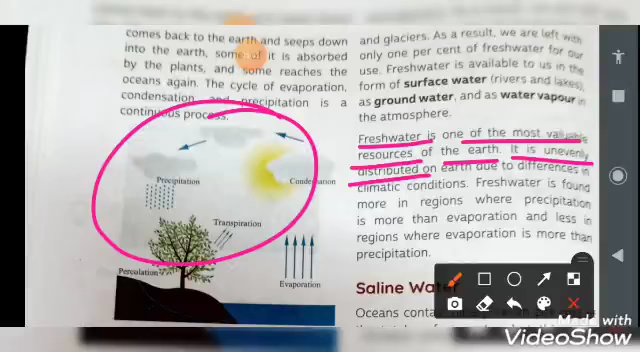 comes back to the earth and seeps down
into the earth, some of it is absorbed
by the plants, and some reaches the
oceans again. The cycle of evaporation,
condensation and precipitation is a
continuous process.
Precipitation
Condensation
Transpiration
Percolation
Evaporation
and glaciers. As a result, we are left with
only one per cent of freshwater for our
use. Freshwater is available to us in the
form of surface water (rivers and lakes),
as ground water, and as water vapour in
the atmosphere.
Freshwater is one of the most valuable
resources of the earth. It is unevenly
distributed on earth due to differences in
climatic conditions. Freshwater is found
more in regions where precipitation
is more than evaporation and less in
regions where evaporation is more than
precipitation.
Saline Water
Oceans
Made with
VideoShow